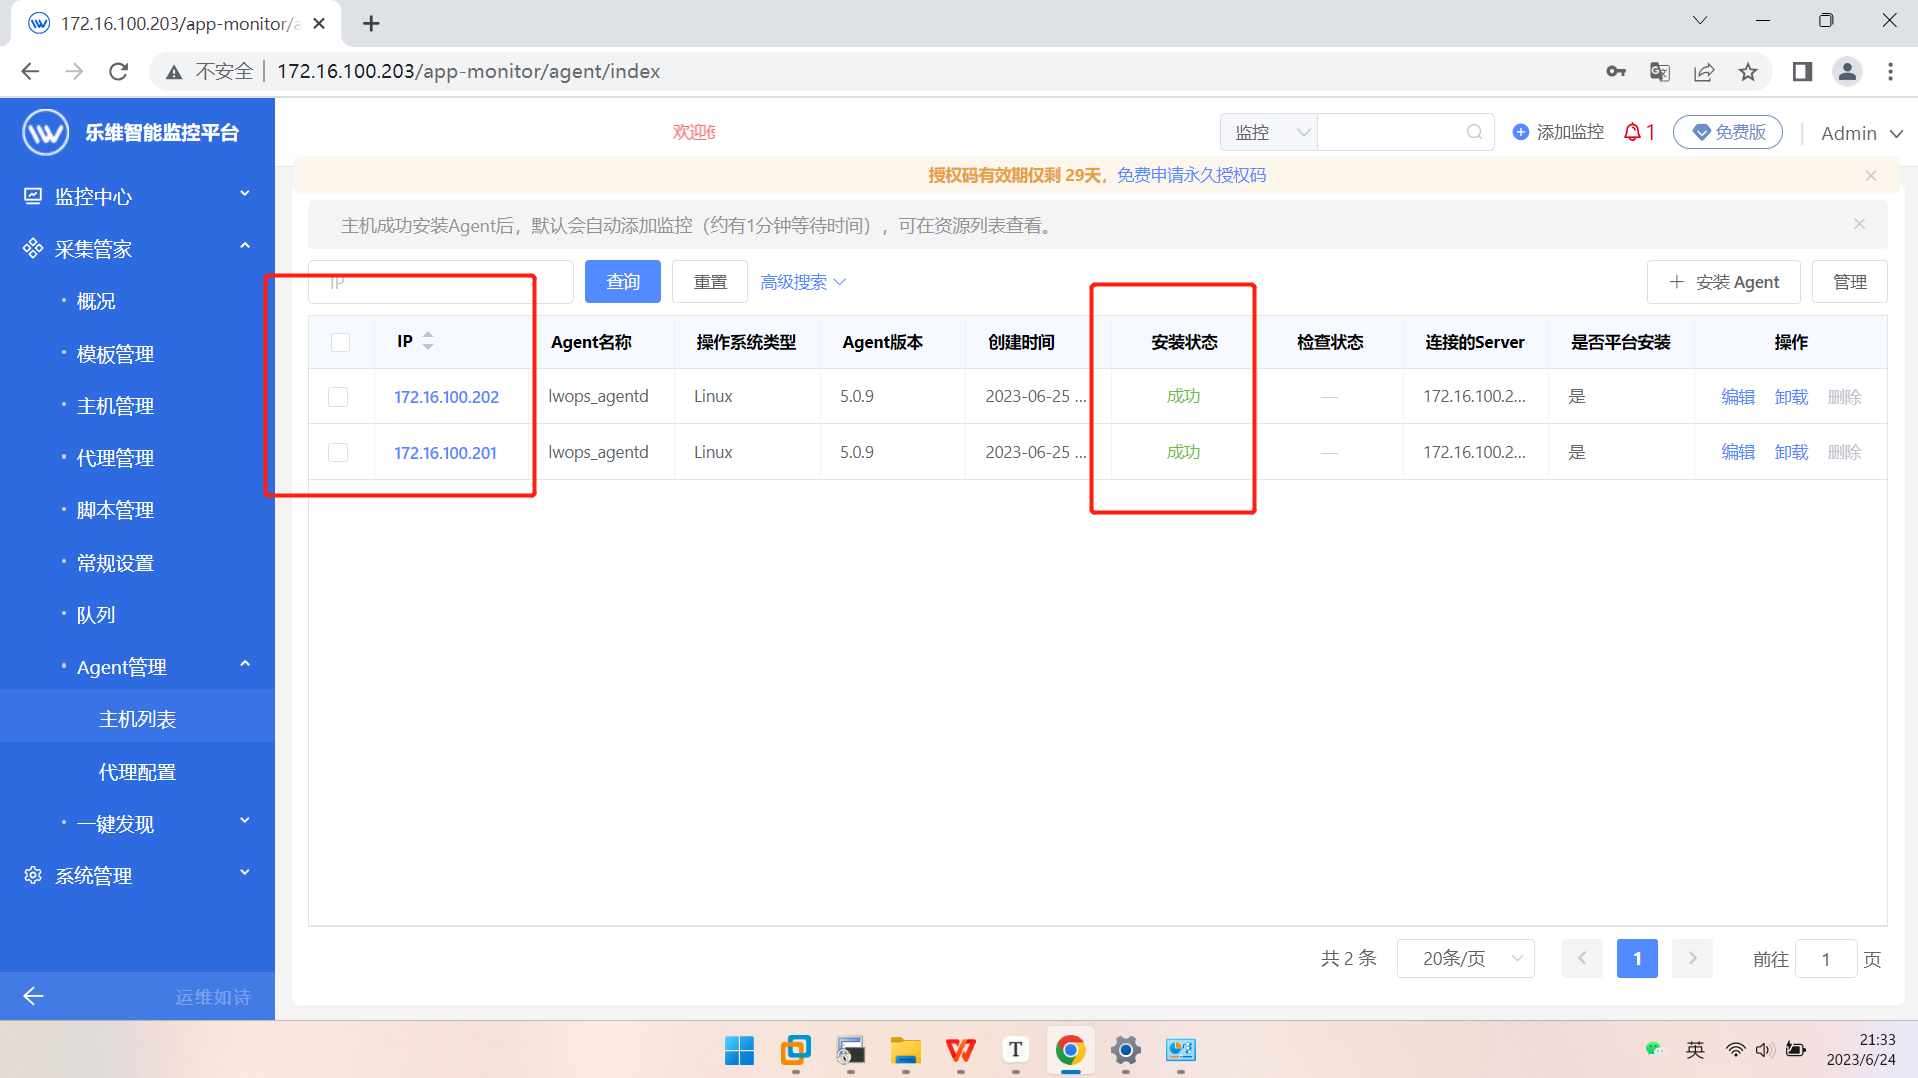 172.16.100.203/app-monitor/a
不安全 172.16.100.203/app-monitor/agent/index
乐维智能监控平台
欢迎
监控
添加监控
1
免费版
Admin
授权码有效期仅剩 29天，免费申请永久授权码
主机成功安装Agent后，默认会自动添加监控（约有1分钟等待时间），可在资源列表查看。
监控中心
采集管家
概况
模板管理
主机管理
代理管理
脚本管理
常规设置
队列
Agent管理
主机列表
代理配置
一键发现
系统管理
运维如诗
IP 查询 重置 高级搜索 安装 Agent 管理
IP Agent名称 操作系统类型 Agent版本 创建时间 安装状态 检查状态 连接的Server 是否平台安装 操作
172.16.100.202 lwops_agentd Linux 5.0.9 2023-06-25 ... 成功 — 172.16.100.2... 是 编辑 卸载 删除
172.16.100.201 lwops_agentd Linux 5.0.9 2023-06-25 ... 成功 — 172.16.100.2... 是 编辑 卸载 删除
共 2 条 20条/页 1 前往 1 页
英
21:33
2023/6/24